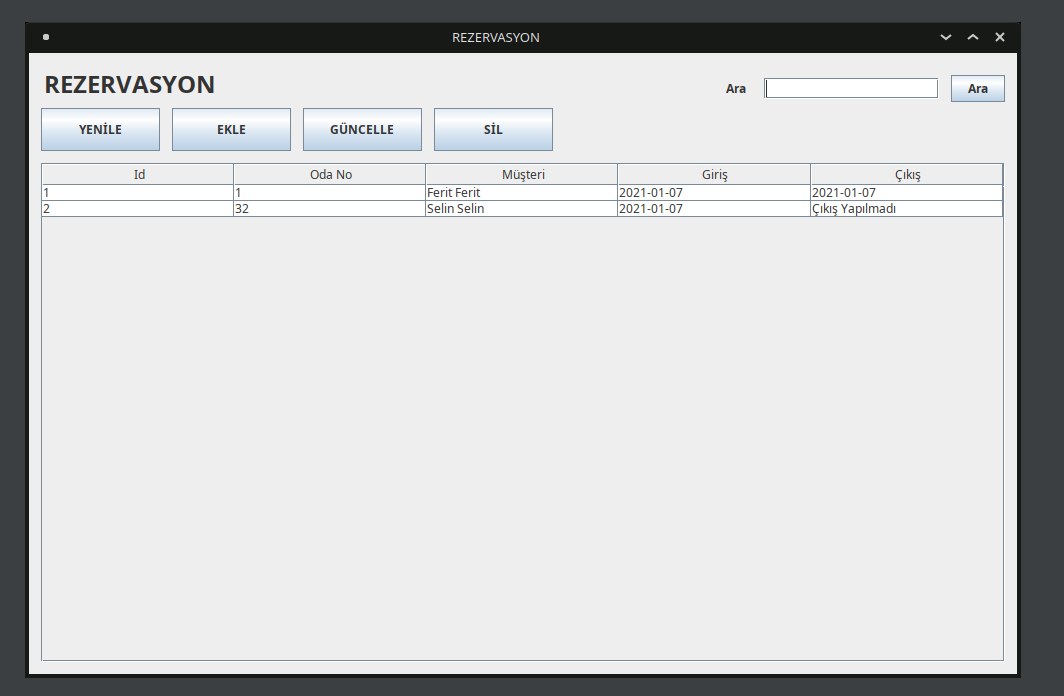 REZERVASYON
REZERVASYON
Ara Ara
YENİLE EKLE GÜNCELLE SİL
Id Oda No Müşteri Giriş Çıkış
1 1 Ferit Ferit 2021-01-07 2021-01-07
2 32 Selin Selin 2021-01-07 Çıkış Yapılmadı